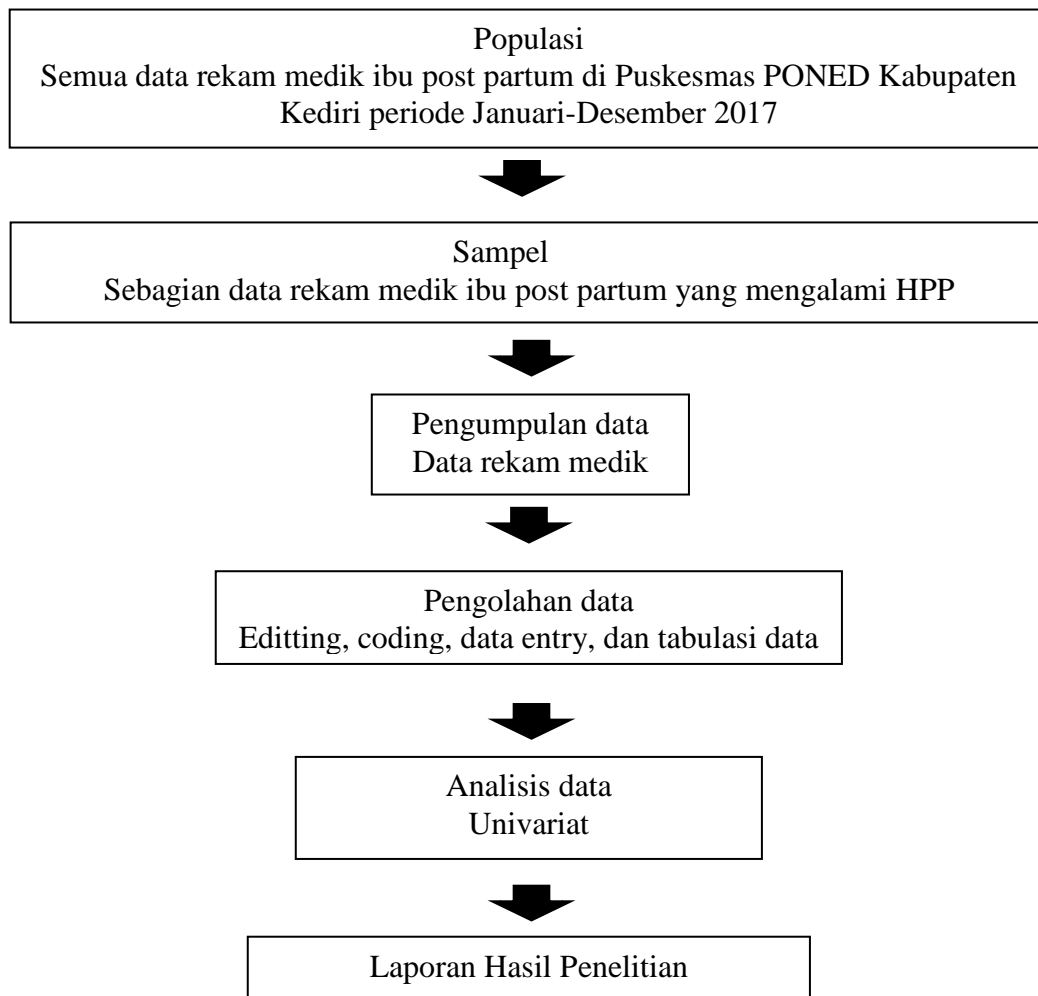 Populasi
Semua data rekam medik ibu post partum di Puskesmas PONED Kabupaten
Kediri periode Januari-Desember 2017
Sampel
Sebagian data rekam medik ibu post partum yang mengalami HPP
Pengumpulan data
Data rekam medik
Pengolahan data
Editting, coding, data entry, dan tabulasi data
Analisis data
Univariat
Laporan Hasil Penelitian